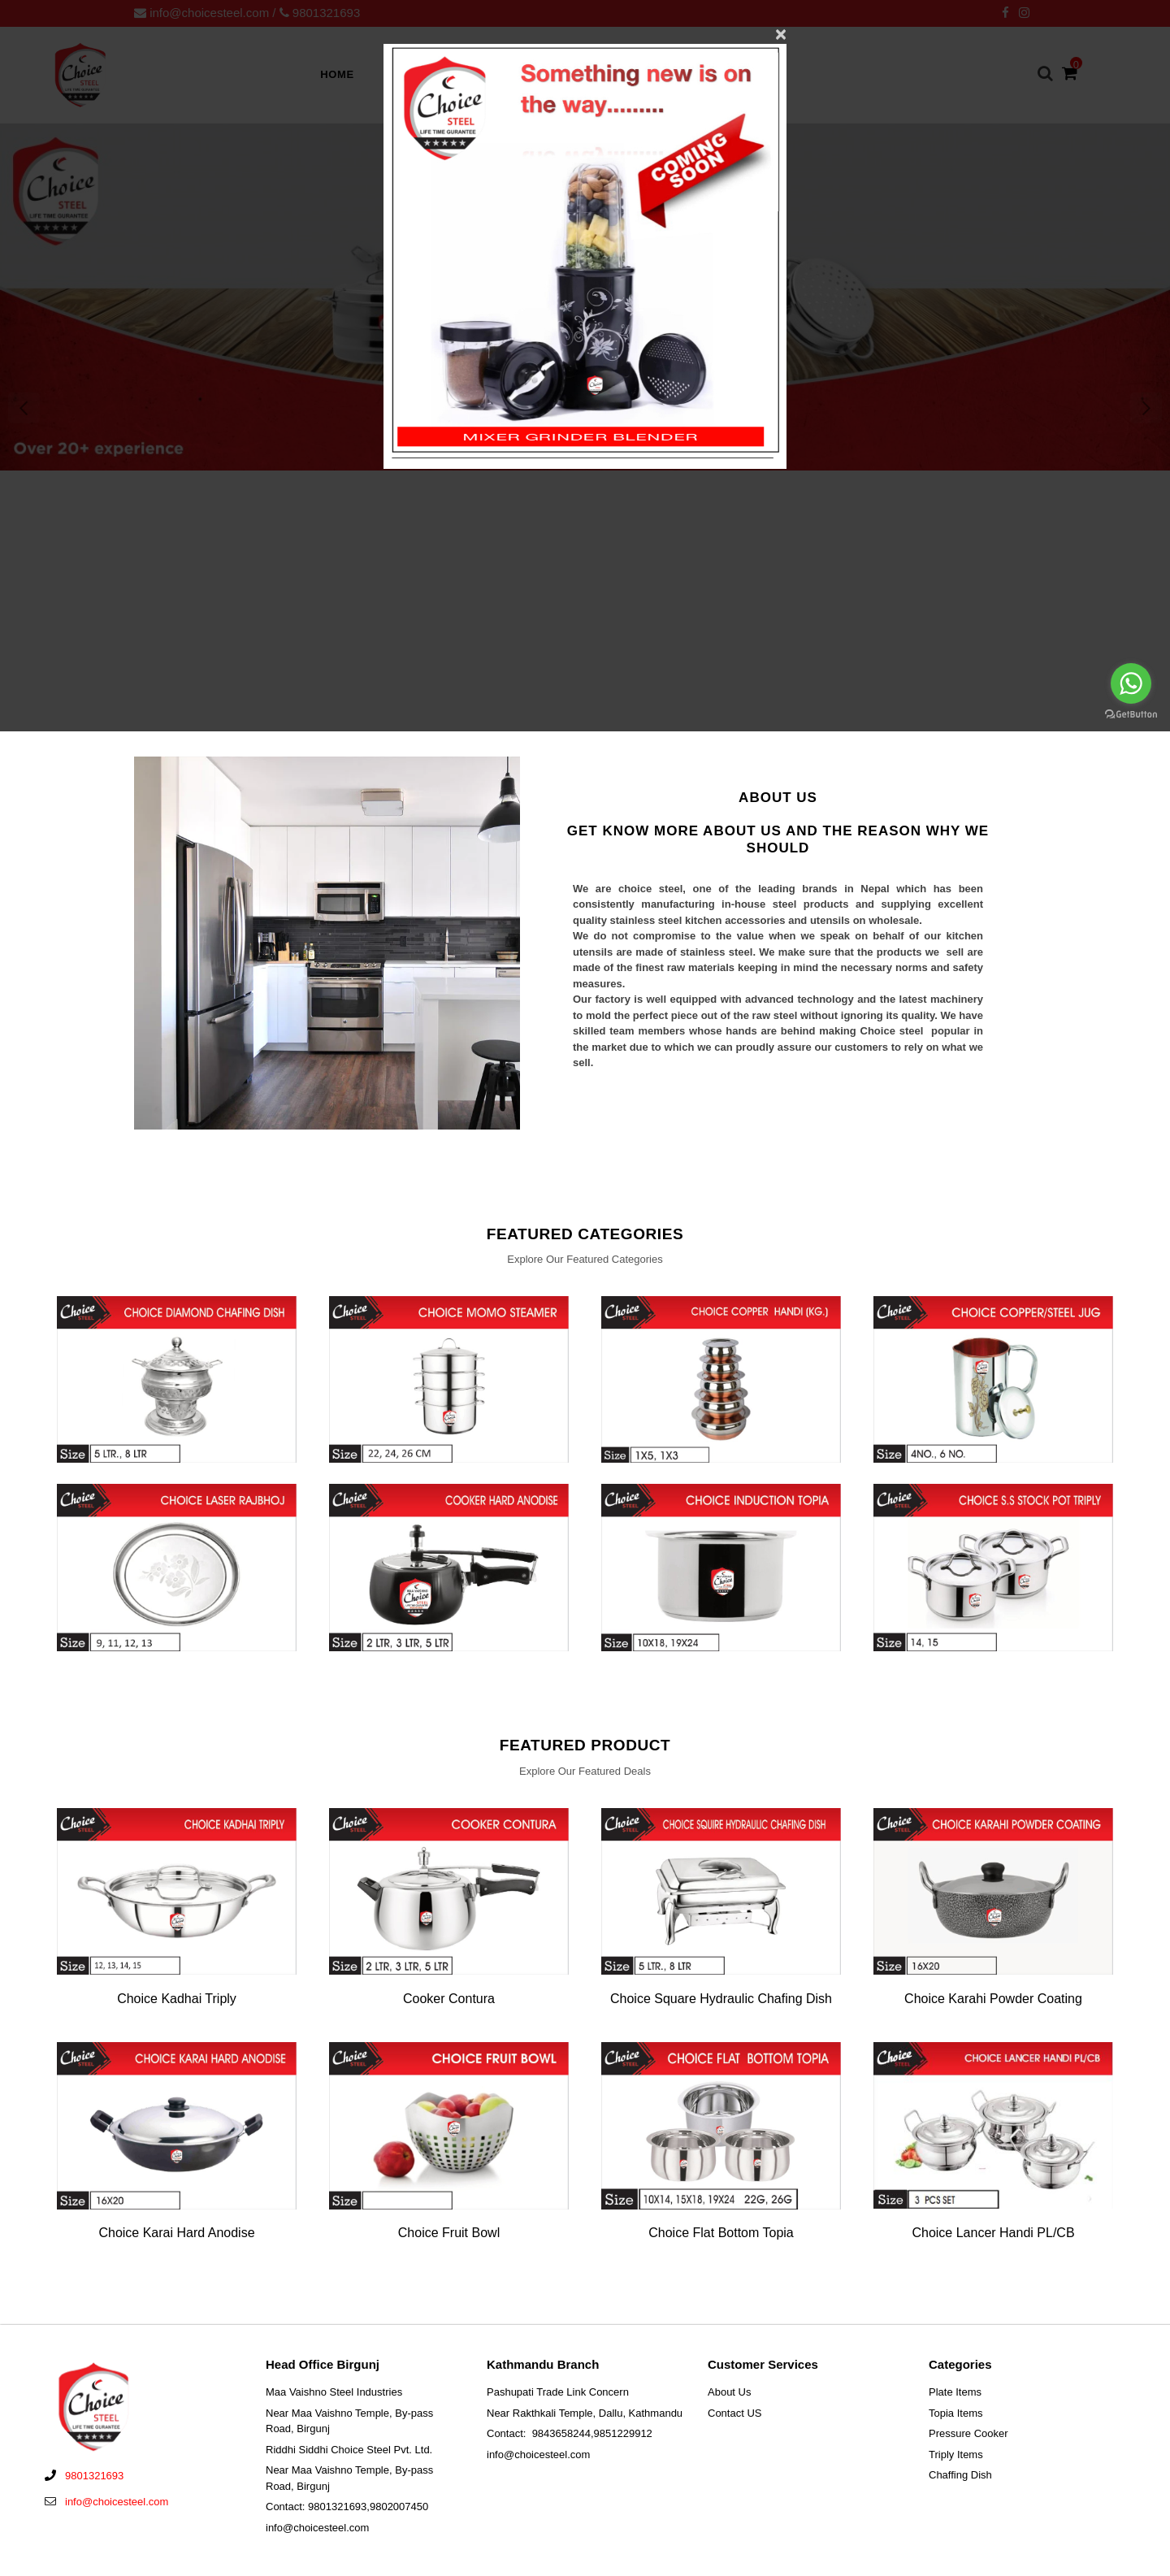 info@choicesteel.com / 9801321693
Choice
STEEL
LIFE TIME GURANTEE
HOME
0
Choice
STEEL
LIFE TIME GURANTEE
Over 20+ experience
×
Choice
STEEL
LIFE TIME GURANTEE
Something new is on
the way.........
COMING
SOON
MIXER GRINDER BLENDER
GetButton
ABOUT US
GET KNOW MORE ABOUT US AND THE REASON WHY WE
SHOULD
We are choice steel, one of the leading brands in Nepal which has been
consistently manufacturing in-house steel products and supplying excellent
quality stainless steel kitchen accessories and utensils on wholesale.
We do not compromise to the value when we speak on behalf of our kitchen
utensils are made of stainless steel. We make sure that the products we sell are
made of the finest raw materials keeping in mind the necessary norms and safety
measures.
Our factory is well equipped with advanced technology and the latest machinery
to mold the perfect piece out of the raw steel without ignoring its quality. We have
skilled team members whose hands are behind making Choice steel popular in
the market due to which we can proudly assure our customers to rely on what we
sell.
FEATURED CATEGORIES
Explore Our Featured Categories
Choice STEEL CHOICE DIAMOND CHAFING DISH
Size 5 LTR., 8 LTR
Choice STEEL CHOICE MOMO STEAMER
Size 22, 24, 26 CM
Choice STEEL CHOICE COPPER HANDI (KG.)
Size 1X5, 1X3
Choice STEEL CHOICE COPPER/STEEL JUG
Size 4NO., 6 NO.
Choice STEEL CHOICE LASER RAJBHOJ
Size 9, 11, 12, 13
Choice STEEL COOKER HARD ANODISE
Choice
STEEL
Size 2 LTR, 3 LTR, 5 LTR
Choice STEEL CHOICE INDUCTION TOPIA
Size 10X18, 19X24
Choice STEEL CHOICE S.S STOCK POT TRIPLY
Size 14, 15
FEATURED PRODUCT
Explore Our Featured Deals
Choice STEEL CHOICE KADHAI TRIPLY
Size 12, 13, 14, 15
Choice Kadhai Triply
Choice STEEL COOKER CONTURA
Size 2 LTR, 3 LTR, 5 LTR
Cooker Contura
Choice STEEL CHOICE SQUIRE HYDRAULIC CHAFING DISH
Size 5 LTR., 8 LTR
Choice Square Hydraulic Chafing Dish
Choice STEEL CHOICE KARAHI POWDER COATING
Size 16X20
Choice Karahi Powder Coating
Choice STEEL CHOICE KARAI HARD ANODISE
Size 16X20
Choice Karai Hard Anodise
Choice STEEL CHOICE FRUIT BOWL
Size
Choice Fruit Bowl
Choice STEEL CHOICE FLAT BOTTOM TOPIA
Size 10X14, 15X18, 19X24 22G, 26G
Choice Flat Bottom Topia
Choice STEEL CHOICE LANCER HANDI PL/CB
Size 3 PCS SET
Choice Lancer Handi PL/CB
Choice
STEEL
LIFE TIME GURANTEE
9801321693
info@choicesteel.com
Head Office Birgunj
Maa Vaishno Steel Industries
Near Maa Vaishno Temple, By-pass
Road, Birgunj
Riddhi Siddhi Choice Steel Pvt. Ltd.
Near Maa Vaishno Temple, By-pass
Road, Birgunj
Contact: 9801321693,9802007450
info@choicesteel.com
Kathmandu Branch
Pashupati Trade Link Concern
Near Rakthkali Temple, Dallu, Kathmandu
Contact: 9843658244,9851229912
info@choicesteel.com
Customer Services
About Us
Contact US
Categories
Plate Items
Topia Items
Pressure Cooker
Triply Items
Chaffing Dish